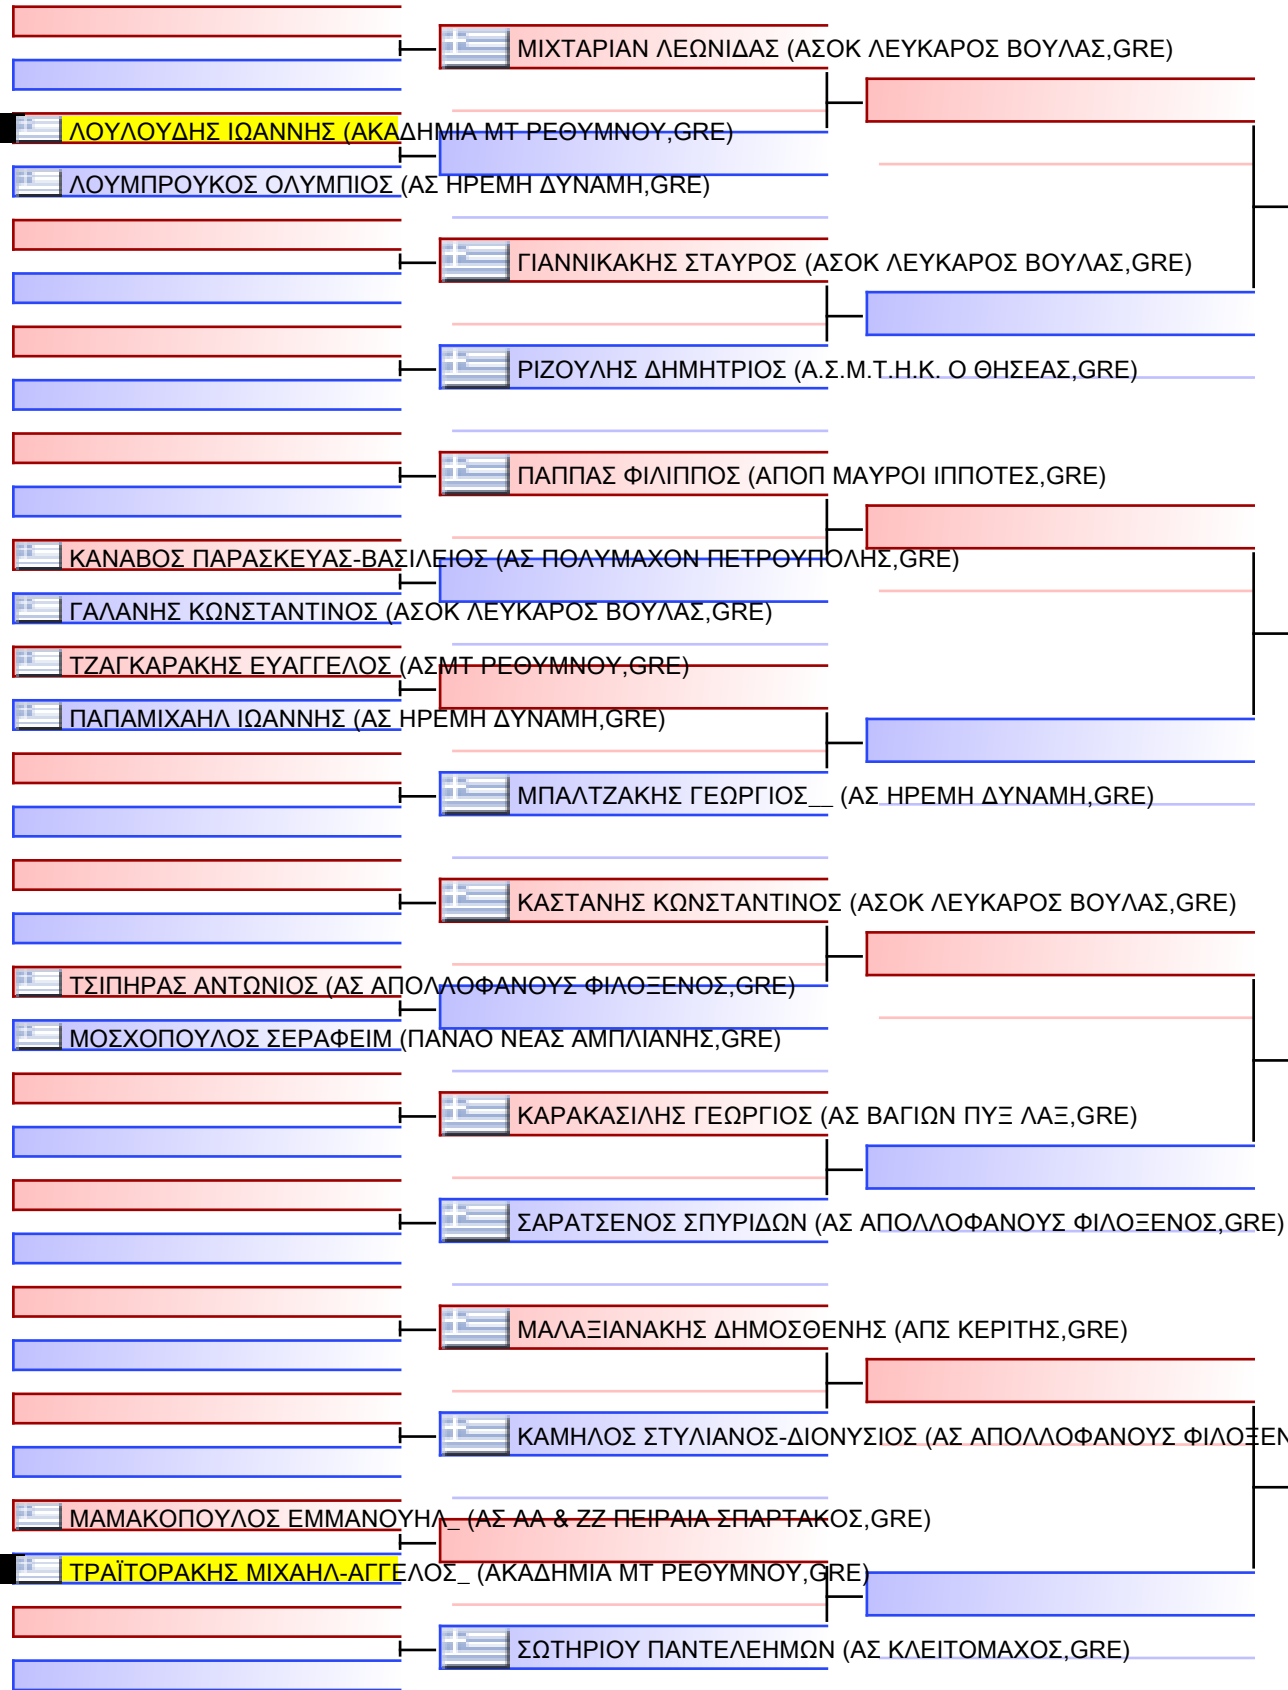 ΜΙΧΤΑΡΙΑΝ ΛΕΩΝΙΔΑΣ (ΑΣΟΚ ΛΕΥΚΑΡΟΣ ΒΟΥΛΑΣ,GRE)
ΛΟΥΛΟΥΔΗΣ ΙΩΑΝΝΗΣ (ΑΚΑΔΗΜΙΑ ΜΤ ΡΕΘΥΜΝΟΥ,GRE)
ΛΟΥΜΠΡΟΥΚΟΣ ΟΛΥΜΠΙΟΣ (ΑΣ ΗΡΕΜΗ ΔΥΝΑΜΗ,GRE)
ΓΙΑΝΝΙΚΑΚΗΣ ΣΤΑΥΡΟΣ (ΑΣΟΚ ΛΕΥΚΑΡΟΣ ΒΟΥΛΑΣ,GRE)
ΡΙΖΟΥΛΗΣ ΔΗΜΗΤΡΙΟΣ (Α.Σ.Μ.Τ.Η.Κ. Ο ΘΗΣΕΑΣ,GRE)
ΠΑΠΠΑΣ ΦΙΛΙΠΠΟΣ (ΑΠΟΠ ΜΑΥΡΟΙ ΙΠΠΟΤΕΣ,GRE)
ΚΑΝΑΒΟΣ ΠΑΡΑΣΚΕΥΑΣ-ΒΑΣΙΛΕΙΟΣ (ΑΣ ΠΟΛΥΜΑΧΟΝ ΠΕΤΡΟΥΠΟΛΗΣ,GRE)
ΓΑΛΑΝΗΣ ΚΩΝΣΤΑΝΤΙΝΟΣ (ΑΣΟΚ ΛΕΥΚΑΡΟΣ ΒΟΥΛΑΣ,GRE)
ΤΖΑΓΚΑΡΑΚΗΣ ΕΥΑΓΓΕΛΟΣ (ΑΣΜΤ ΡΕΘΥΜΝΟΥ,GRE)
ΠΑΠΑΜΙΧΑΗΛ ΙΩΑΝΝΗΣ (ΑΣ ΗΡΕΜΗ ΔΥΝΑΜΗ,GRE)
ΜΠΑΛΤΖΑΚΗΣ ΓΕΩΡΓΙΟΣ__ (ΑΣ ΗΡΕΜΗ ΔΥΝΑΜΗ,GRE)
ΚΑΣΤΑΝΗΣ ΚΩΝΣΤΑΝΤΙΝΟΣ (ΑΣΟΚ ΛΕΥΚΑΡΟΣ ΒΟΥΛΑΣ,GRE)
ΤΣΙΠΗΡΑΣ ΑΝΤΩΝΙΟΣ (ΑΣ ΑΠΟΛΛΟΦΑΝΟΥΣ ΦΙΛΟΞΕΝΟΣ,GRE)
ΜΟΣΧΟΠΟΥΛΟΣ ΣΕΡΑΦΕΙΜ (ΠΑΝΑΟ ΝΕΑΣ ΑΜΠΛΙΑΝΗΣ,GRE)
ΚΑΡΑΚΑΣΙΛΗΣ ΓΕΩΡΓΙΟΣ (ΑΣ ΒΑΓΙΩΝ ΠΥΞ ΛΑΞ,GRE)
ΣΑΡΑΤΣΕΝΟΣ ΣΠΥΡΙΔΩΝ (ΑΣ ΑΠΟΛΛΟΦΑΝΟΥΣ ΦΙΛΟΞΕΝΟΣ,GRE)
ΜΑΛΑΞΙΑΝΑΚΗΣ ΔΗΜΟΣΘΕΝΗΣ (ΑΠΣ ΚΕΡΙΤΗΣ,GRE)
ΚΑΜΗΛΟΣ ΣΤΥΛΙΑΝΟΣ-ΔΙΟΝΥΣΙΟΣ (ΑΣ ΑΠΟΛΛΟΦΑΝΟΥΣ ΦΙΛΟΞΕΝ
ΜΑΜΑΚΟΠΟΥΛΟΣ ΕΜΜΑΝΟΥΗΛ_ (ΑΣ ΑΑ & ΖΖ ΠΕΙΡΑΙΑ ΣΠΑΡΤΑΚΟΣ,GRE)
ΤΡΑΪΤΟΡΑΚΗΣ ΜΙΧΑΗΛ-ΑΓΓΕΛΟΣ_ (ΑΚΑΔΗΜΙΑ ΜΤ ΡΕΘΥΜΝΟΥ,GRE)
ΣΩΤΗΡΙΟΥ ΠΑΝΤΕΛΕΗΜΩΝ (ΑΣ ΚΛΕΙΤΟΜΑΧΟΣ,GRE)